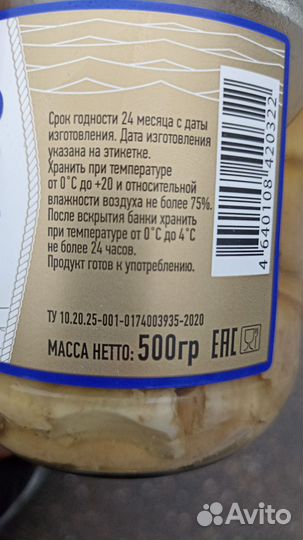 Срок годности 24 месяца с даты
изготовления. Дата изготовления
указана на этикетке.
Хранить при температуре
от 0°С до +20 и относительной
влажности воздуха не более 75%.
После вскрытия банки хранить
при температуре от 0°С до 4°С
не более 24 часов.
Продукт готов к употреблению.
ТУ 10.20.25-001-0174003935-2020
МАССА НЕТТО: 500гр ЕАС
4 640108 420322
Avito